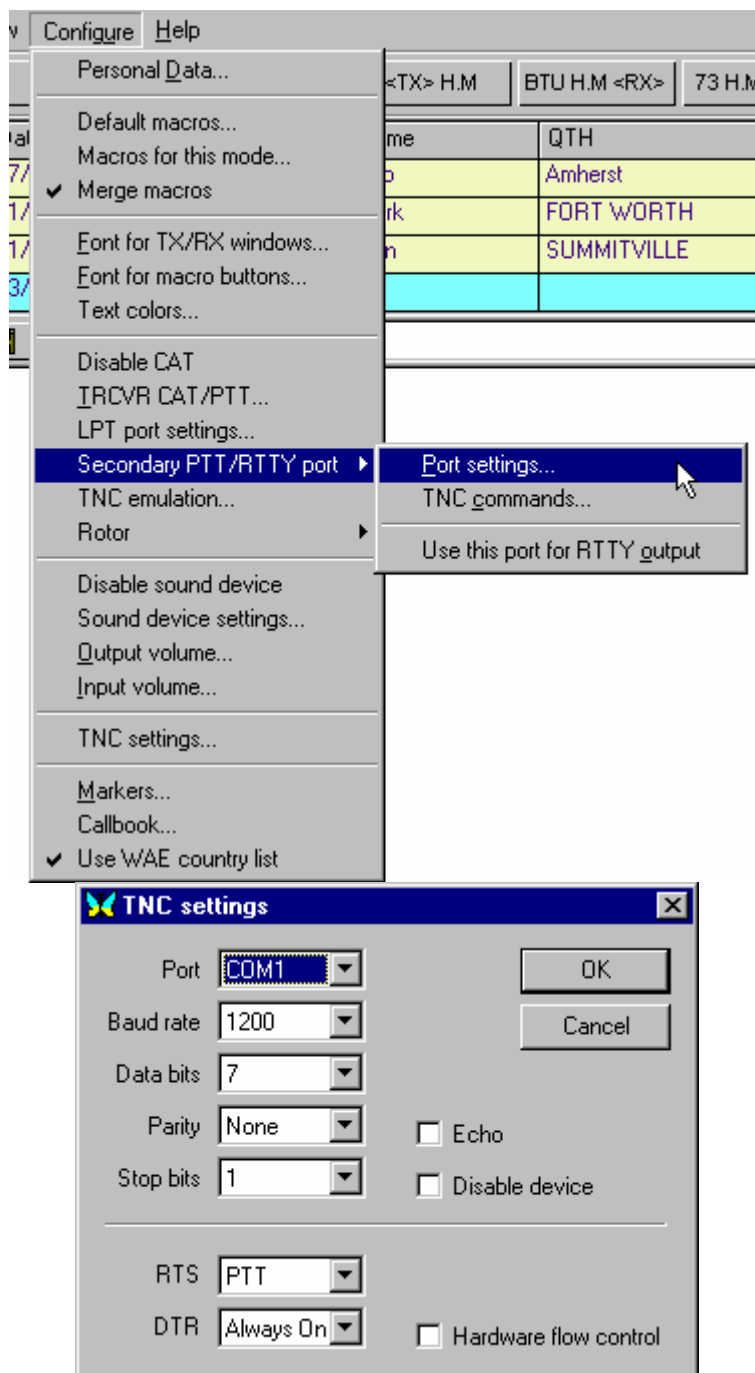 Configure Help
Personal Data...
<TX> H.M BTU H.M <RX> 73 H.M
Default macros...
QTH
Macros for this mode...
Amherst
Merge macros
FORT WORTH
Font for TX/RX windows...
SUMMITVILLE
Font for macro buttons...
Text colors...
Disable CAT
TRCVR CAT/PTT...
LPT port settings...
Secondary PTT/RTTY port
Port settings...
TNC emulation...
TNC commands...
Rotor
Use this port for RTTY output
Disable sound device
Sound device settings...
Output volume...
Input volume...
TNC settings...
Markers...
Callbook...
Use WAE country list
TNC settings
Port COM1 OK
Baud rate 1200 Cancel
Data bits 7
Parity None Echo
Stop bits 1 Disable device
RTS PTT
DTR Always On Hardware flow control